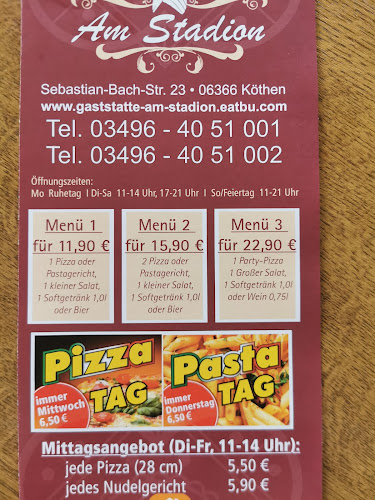 Am Stadion
Sebastian-Bach-Str. 23 • 06366 Köthen
www.gaststatte-am-stadion.eatbu.com
Tel. 03496 - 40 51 001
Tel. 03496 - 40 51 002
Öffnungszeiten:
Mo Ruhetag I Di-Sa 11-14 Uhr, 17-21 Uhr I So/Feiertag 11-21 Uhr
Menü 1
für 11,90 €
1 Pizza oder
Pastagericht,
1 kleiner Salat,
1 Softgetränk 1,0l
oder Bier
Menü 2
für 15,90 €
2 Pizza oder
Pastagericht,
1 kleiner Salat,
1 Softgetränk 1,0l
oder Bier
Menü 3
für 22,90 €
1 Party-Pizza
1 Großer Salat,
1 Softgetränk 1,0l
oder Wein 0,75l
Pizza
TAG
immer
Mittwoch
6,50 €
Pasta
TAG
immer
Donnerstag
6,50 €
Mittagsangebot (Di-Fr, 11-14 Uhr):
jede Pizza (28 cm) 5,50 €
jedes Nudelgericht 5,90 €